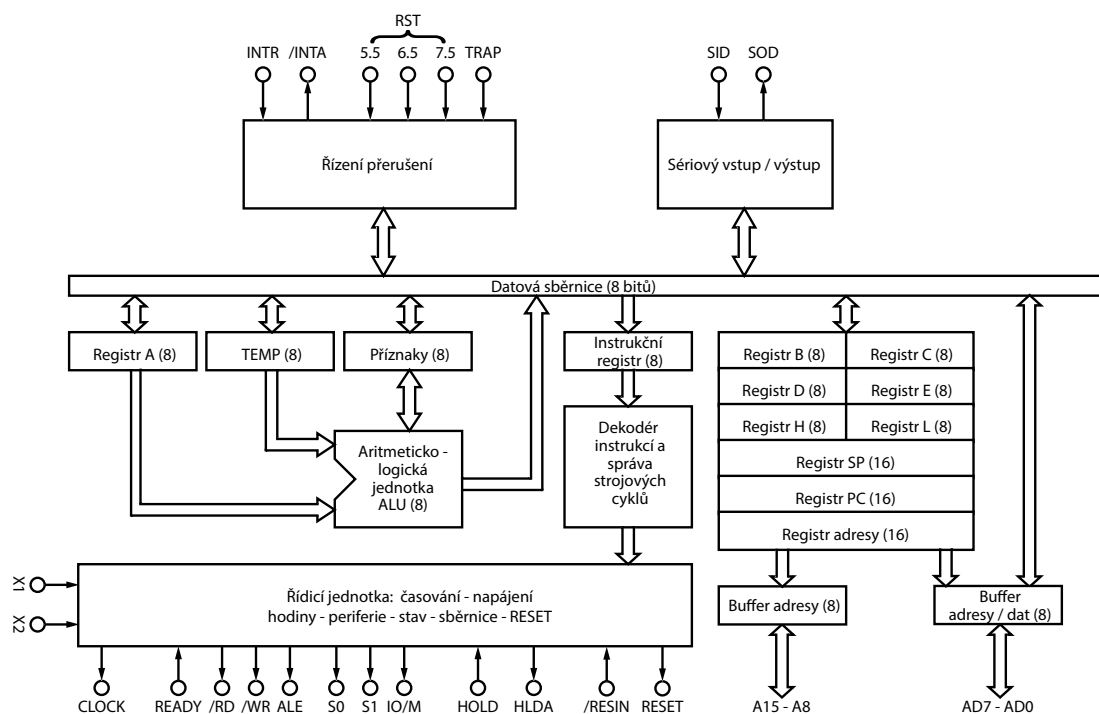 RST
INTR /INTA 5.5 6.5 7.5 TRAP
SID SOD
Řízení přerušení
Sériový vstup / výstup
Datová sběrnice (8 bitů)
Registr A (8)
TEMP (8)
Příznaky (8)
Instrukční
registr (8)
Registr B (8)
Registr C (8)
Registr D (8)
Registr E (8)
Registr H (8)
Registr L (8)
Registr SP (16)
Registr PC (16)
Registr adresy (16)
Aritmeticko -
logická
jednotka
ALU (8)
Dekodér
instrukcí a
správa
strojových
cyklů
X1
X2
Řídicí jednotka: časování - napájení
hodiny - periferie - stav - sběrnice - RESET
Buffer adresy (8)
Buffer
adresy / dat (8)
CLOCK READY /RD /WR ALE S0 S1 IO/M HOLD HLDA /RESIN RESET
A15 - A8
AD7 - AD0